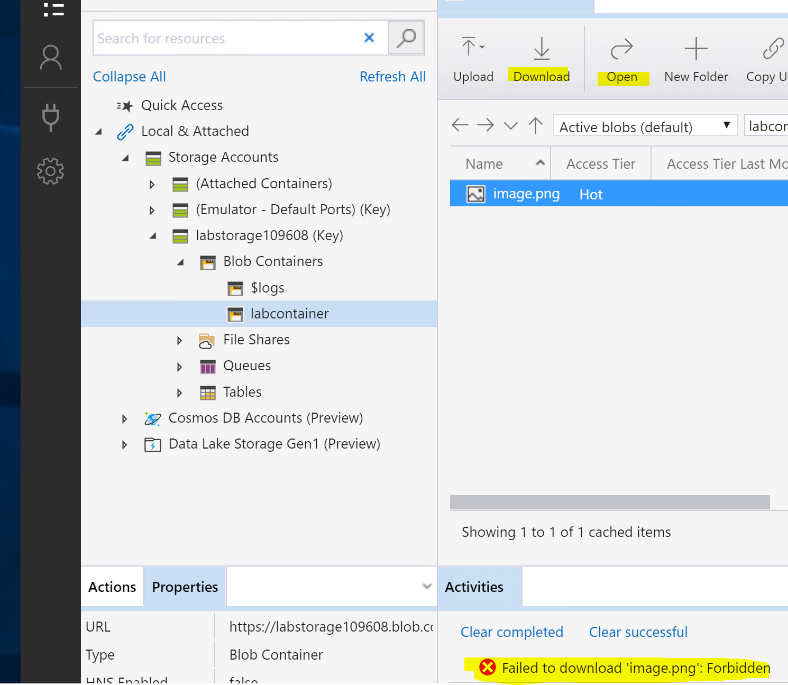 Search for resources
Collapse All Refresh All
Quick Access
Local & Attached
Storage Accounts
(Attached Containers)
(Emulator - Default Ports) (Key)
labstorage109608 (Key)
Blob Containers
$logs
labcontainer
File Shares
Queues
Tables
Cosmos DB Accounts (Preview)
Data Lake Storage Gen1 (Preview)
Actions Properties
URL https://labstorage109608.blob.co
Type Blob Container
HNS Enabled false
Upload Download Open New Folder Copy U
Active blobs (default) labcon
Name Access Tier Access Tier Last Mo
image.png Hot
Showing 1 to 1 of 1 cached items
Activities
Clear completed Clear successful
Failed to download 'image.png': Forbidden